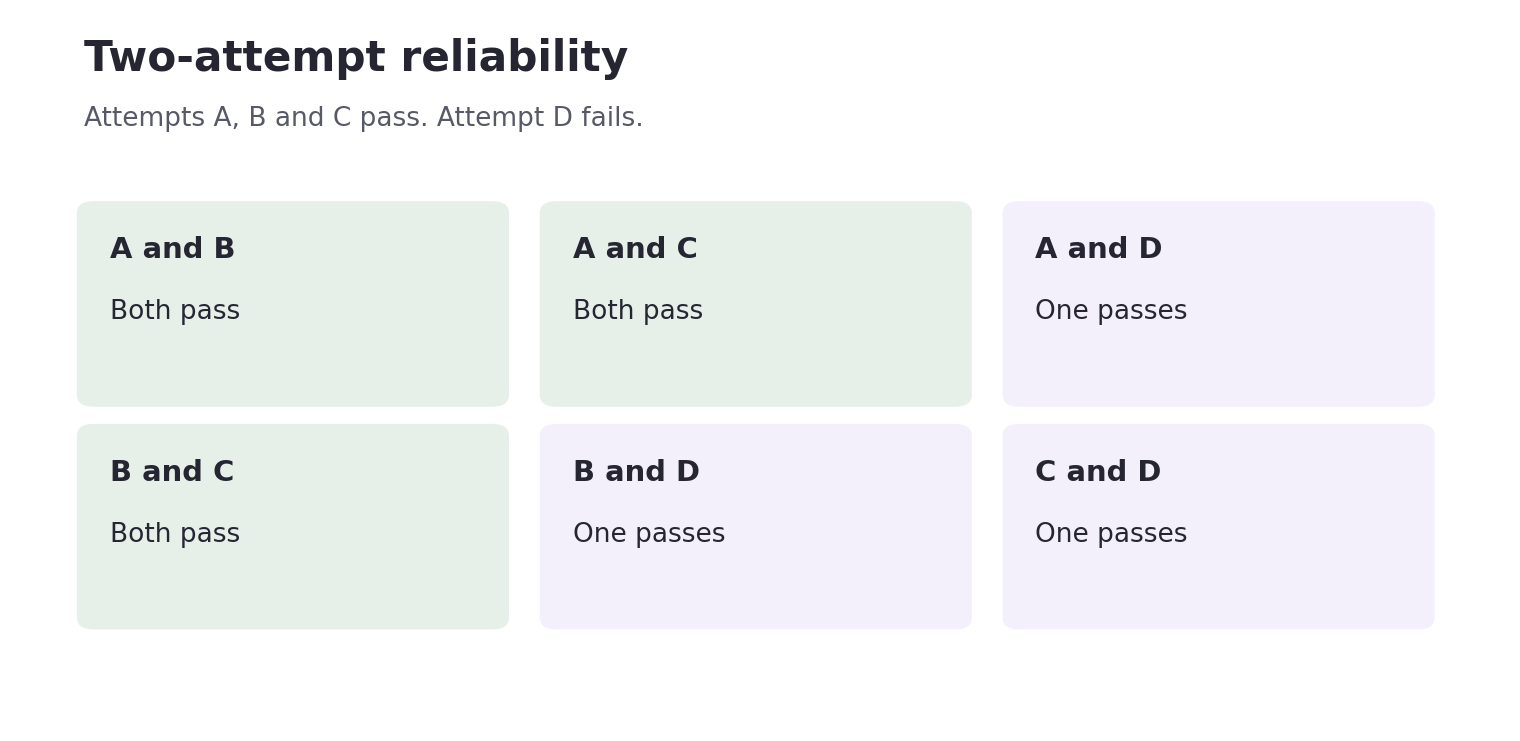 Two-attempt reliability
Attempts A, B and C pass. Attempt D fails.
A and B
Both pass
A and C
Both pass
A and D
One passes
B and C
Both pass
B and D
One passes
C and D
One passes